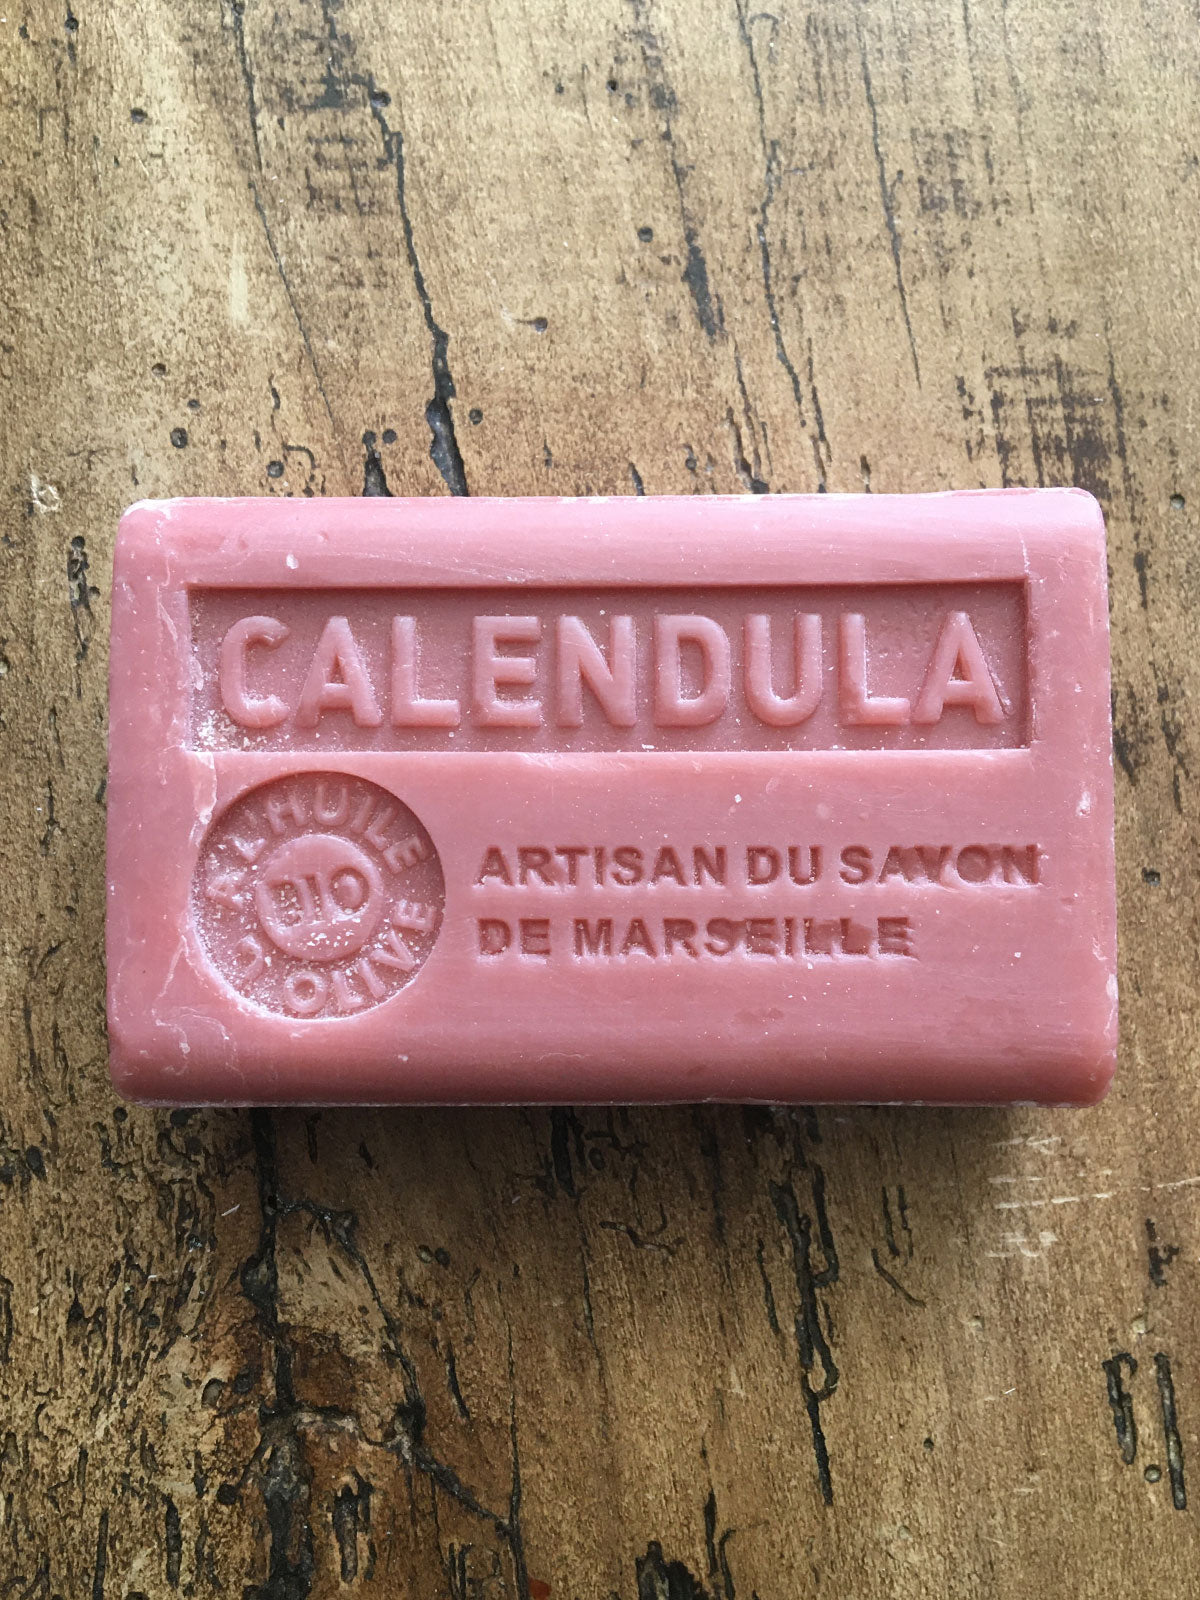 CALENDULA
À L'HUILE
D'OLIVE
BIO
ARTISAN DU SAVON
DE MARSEILLE